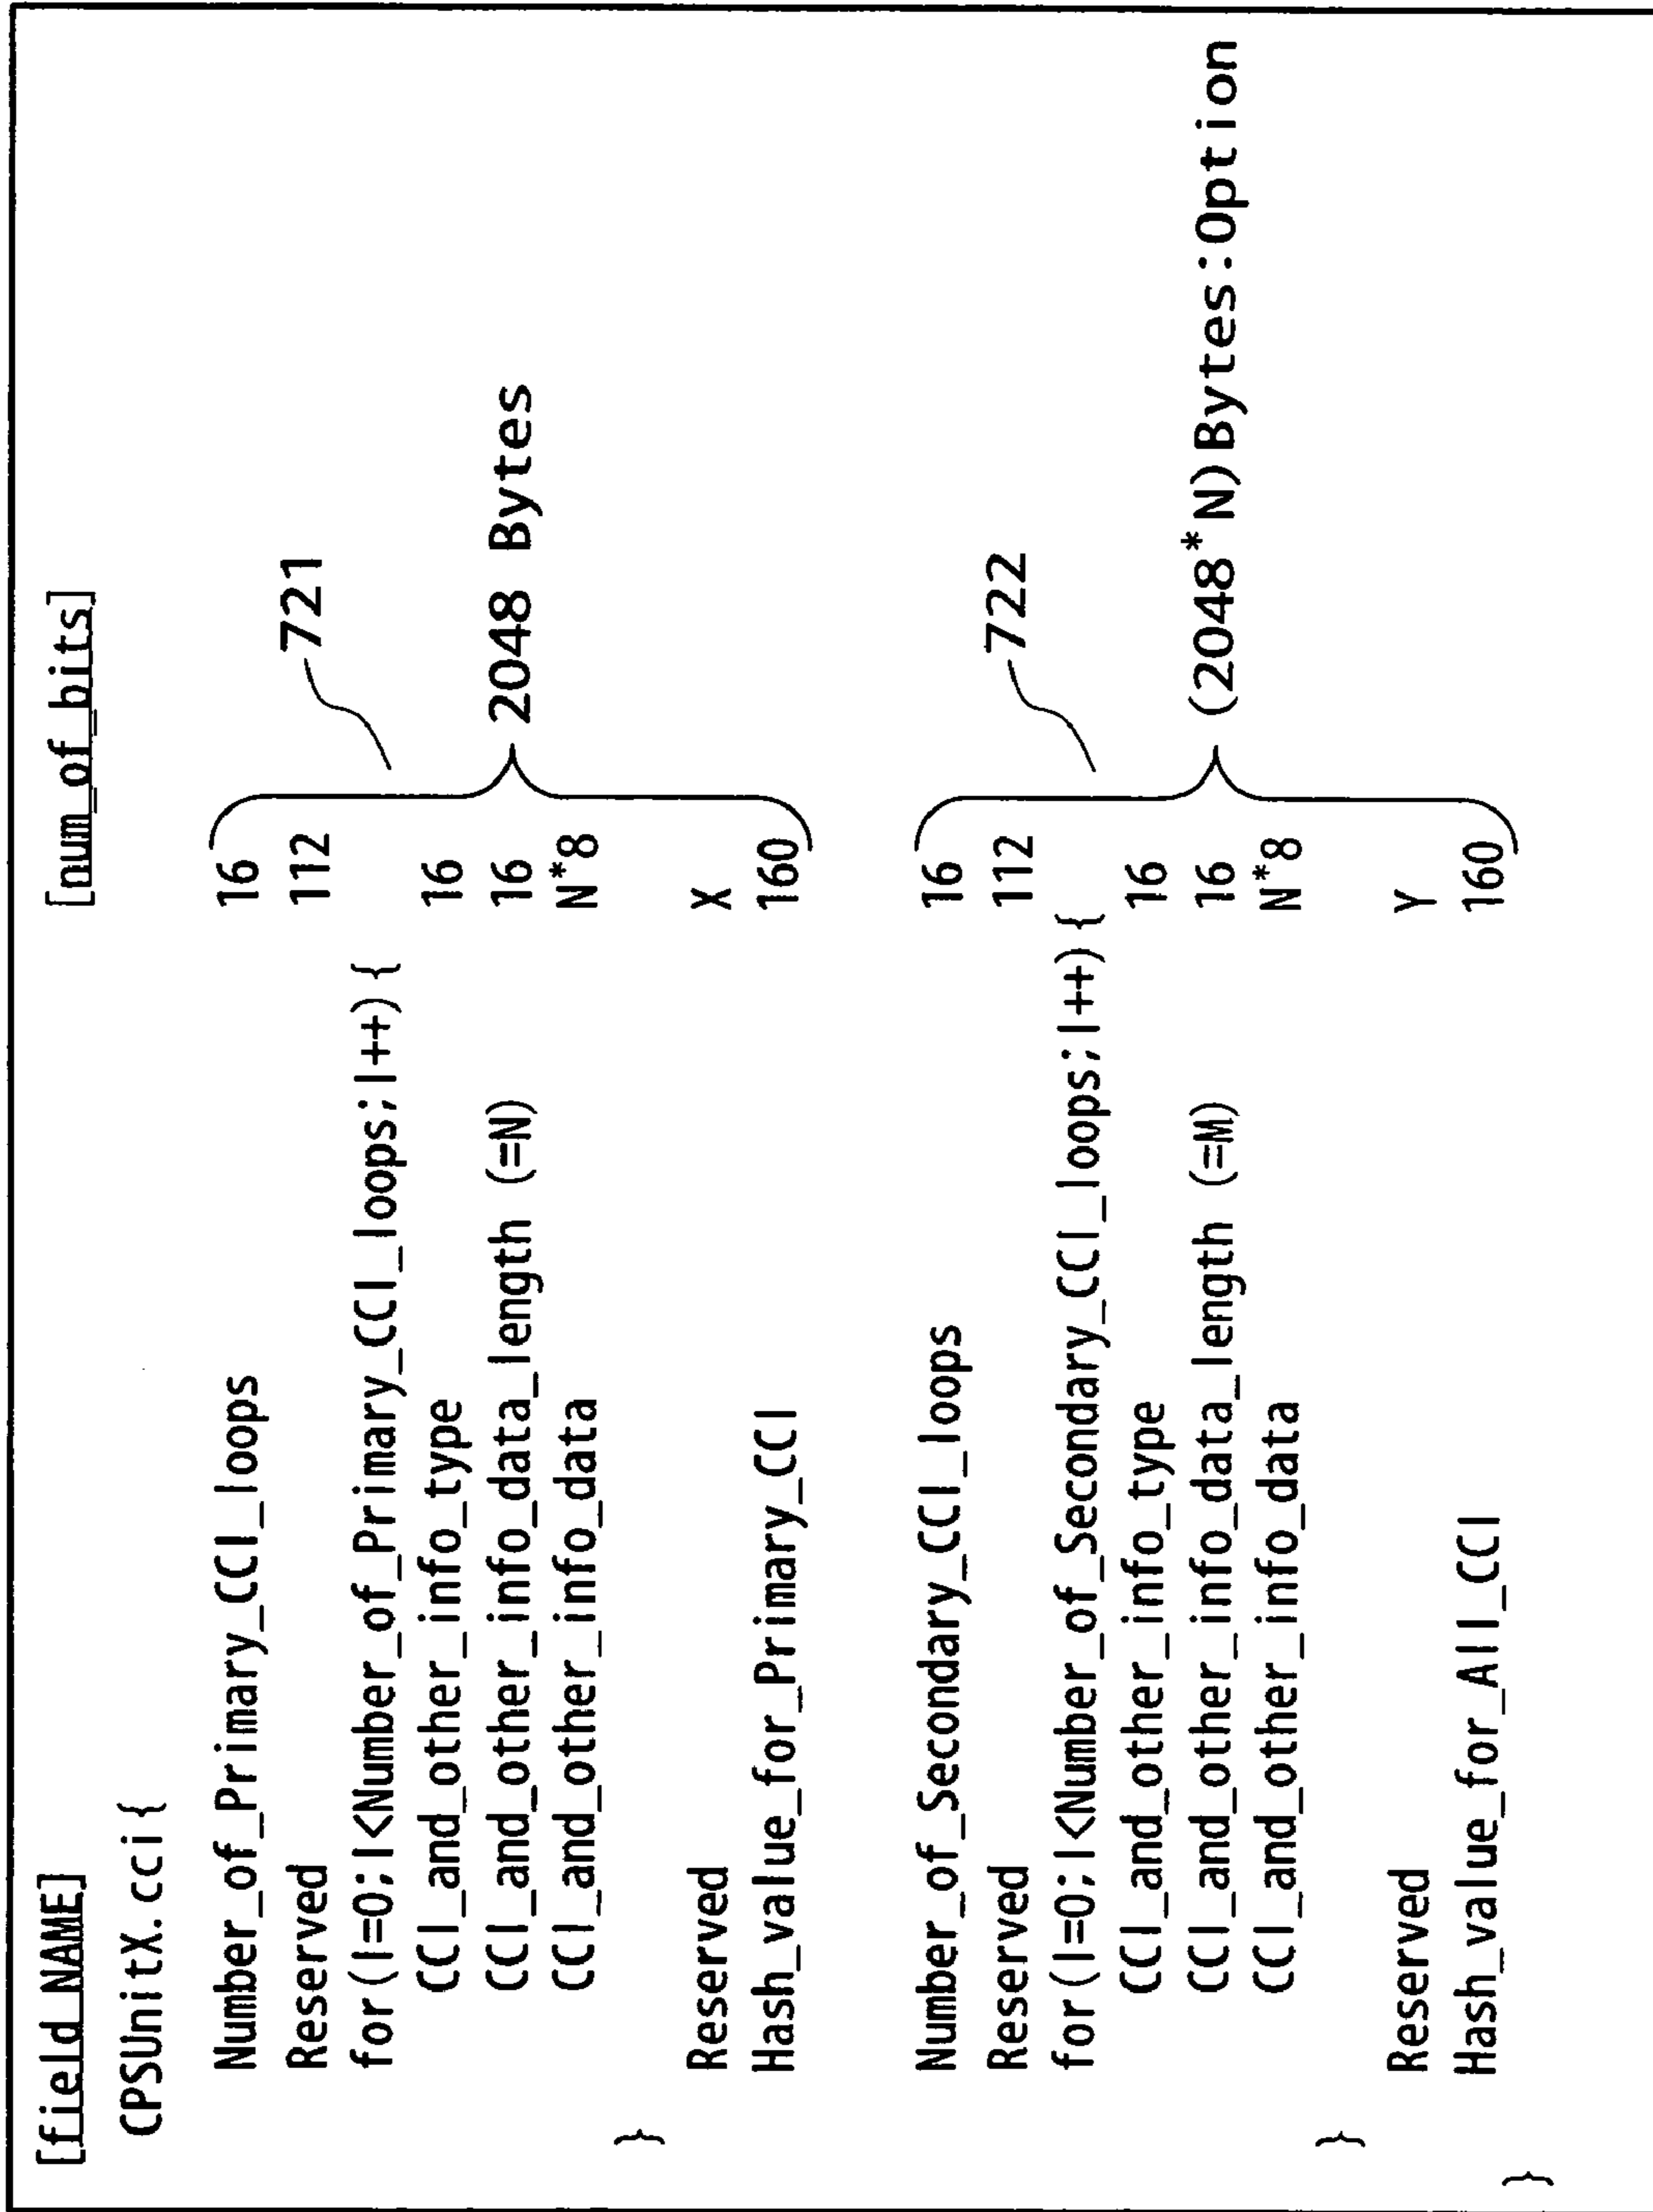 [field_NAME] [num_of_bits]
CPSUnitX.cci{
Number_of_Primary_CCI_loops 16
Reserved 112
721
for(I=0;I<Number_of_Primary_CCI_loops;I++){
CCI_and_other_info_type 16
CCI_and_other_info_data_length (=N) 16
2048 Bytes
CCI_and_other_info_data N*8
}
Reserved X
Hash_value_for_Primary_CCI 160
Number_of_Secondary_CCI_loops 16
Reserved 112
722
for(I=0;I<Number_of_Secondary_CCI_loops;I++){
CCI_and_other_info_type 16
CCI_and_other_info_data_length (=M) 16
(2048*N)Bytes:Option
CCI_and_other_info_data N*8
}
Reserved Y
Hash_value_for_All_CCI 160
}